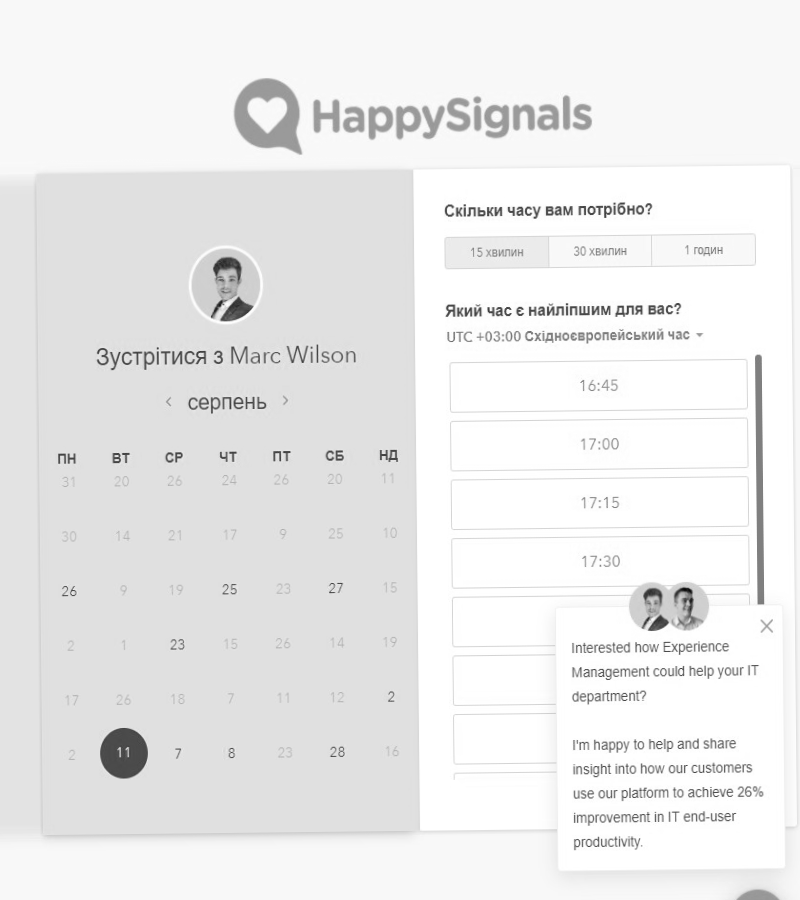 HappySignals
Зустрітися з Marc Wilson
серпень
ПН ВТ СР ЧТ ПТ СБ НД
31 20 26 24 26 20 11
30 14 21 17 9 25 10
26 9 19 25 23 27 15
2 1 23 15 26 14 19
17 26 18 7 11 12 2
2 11 7 8 23 28 16
Скільки часу вам потрібно?
15 хвилин 30 хвилин 1 годин
Який час є найліпшим для вас?
UTC +03:00 Східноєвропейський час
16:45
17:00
17:15
17:30
Interested how Experience
Management could help your IT
department?
I'm happy to help and share
insight into how our customers
use our platform to achieve 26%
improvement in IT end-user
productivity.